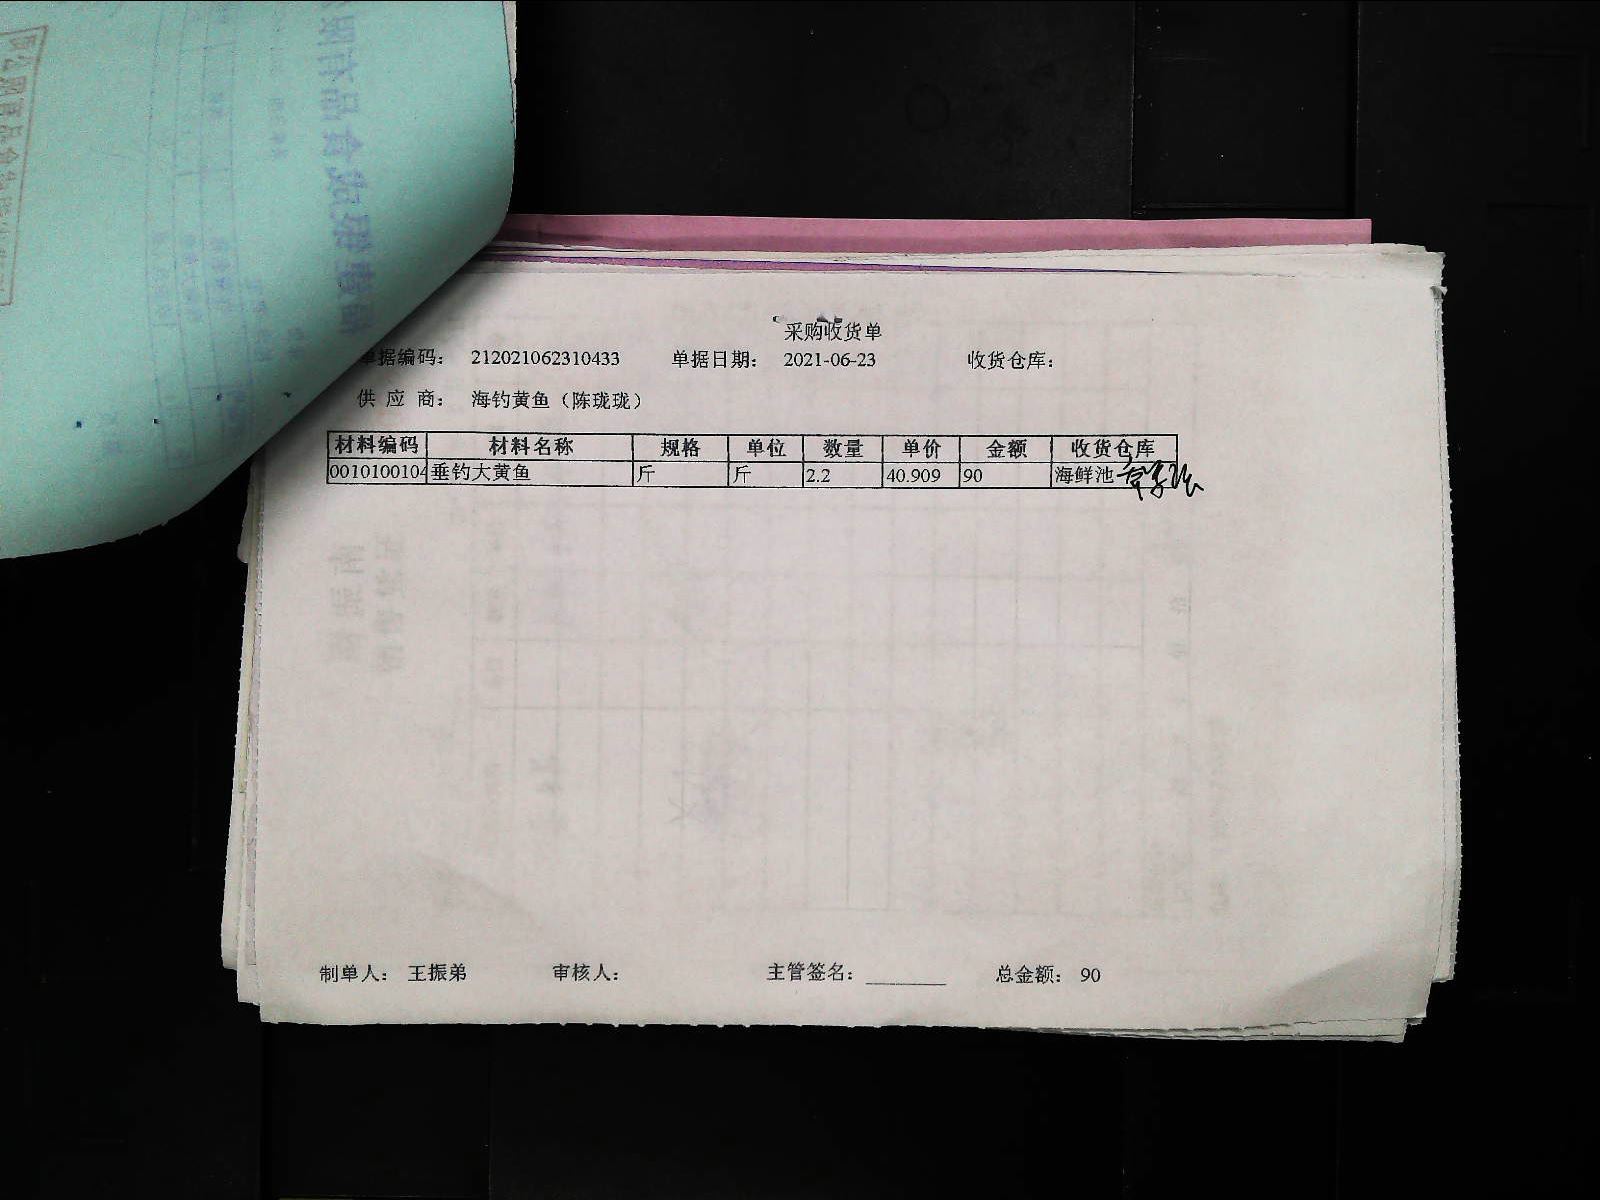 采购收货单
单据编码： 212021062310433 单据日期： 2021-06-23 收货仓库：
供 应 商： 海钓黄鱼（陈珑珑）
材料编码 材料名称 规格 单位 数量 单价 金额 收货仓库
0010100104 垂钓大黄鱼 斤 斤 2.2 40.909 90 海鲜池
制单人： 王振弟 审核人： 主管签名： ________ 总金额： 90